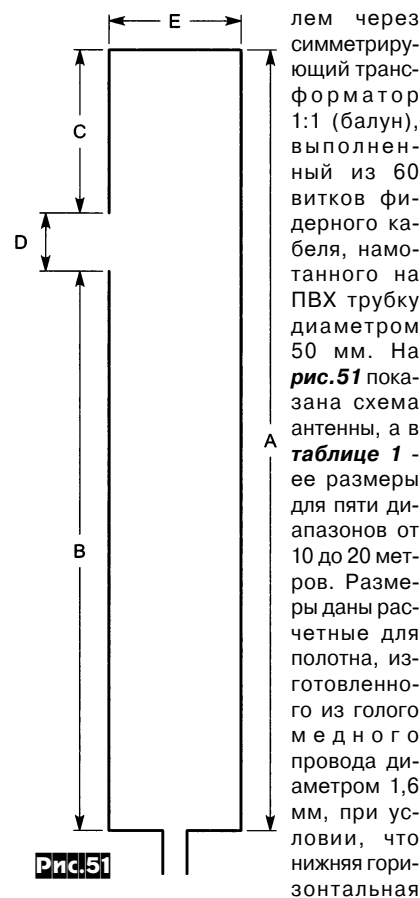 E
C
D
A
B
Рис.51
лем через
симметриру-
ющий транс-
форматор
1:1 (балун),
выполнен-
ный из 60
витков фи-
дерного ка-
беля, намо-
танного на
ПВХ трубку
диаметром
50 мм. На
рис.51 пока-
зана схема
антенны, а в
таблице 1 -
ее размеры
для пяти ди-
апазонов от
10 до 20 мет-
ров. Разме-
ры даны рас-
четные для
полотна, из-
готовленно-
го из голого
медного
провода ди-
аметром 1,6
мм, при ус-
ловии, что
нижняя гори-
зонтальная